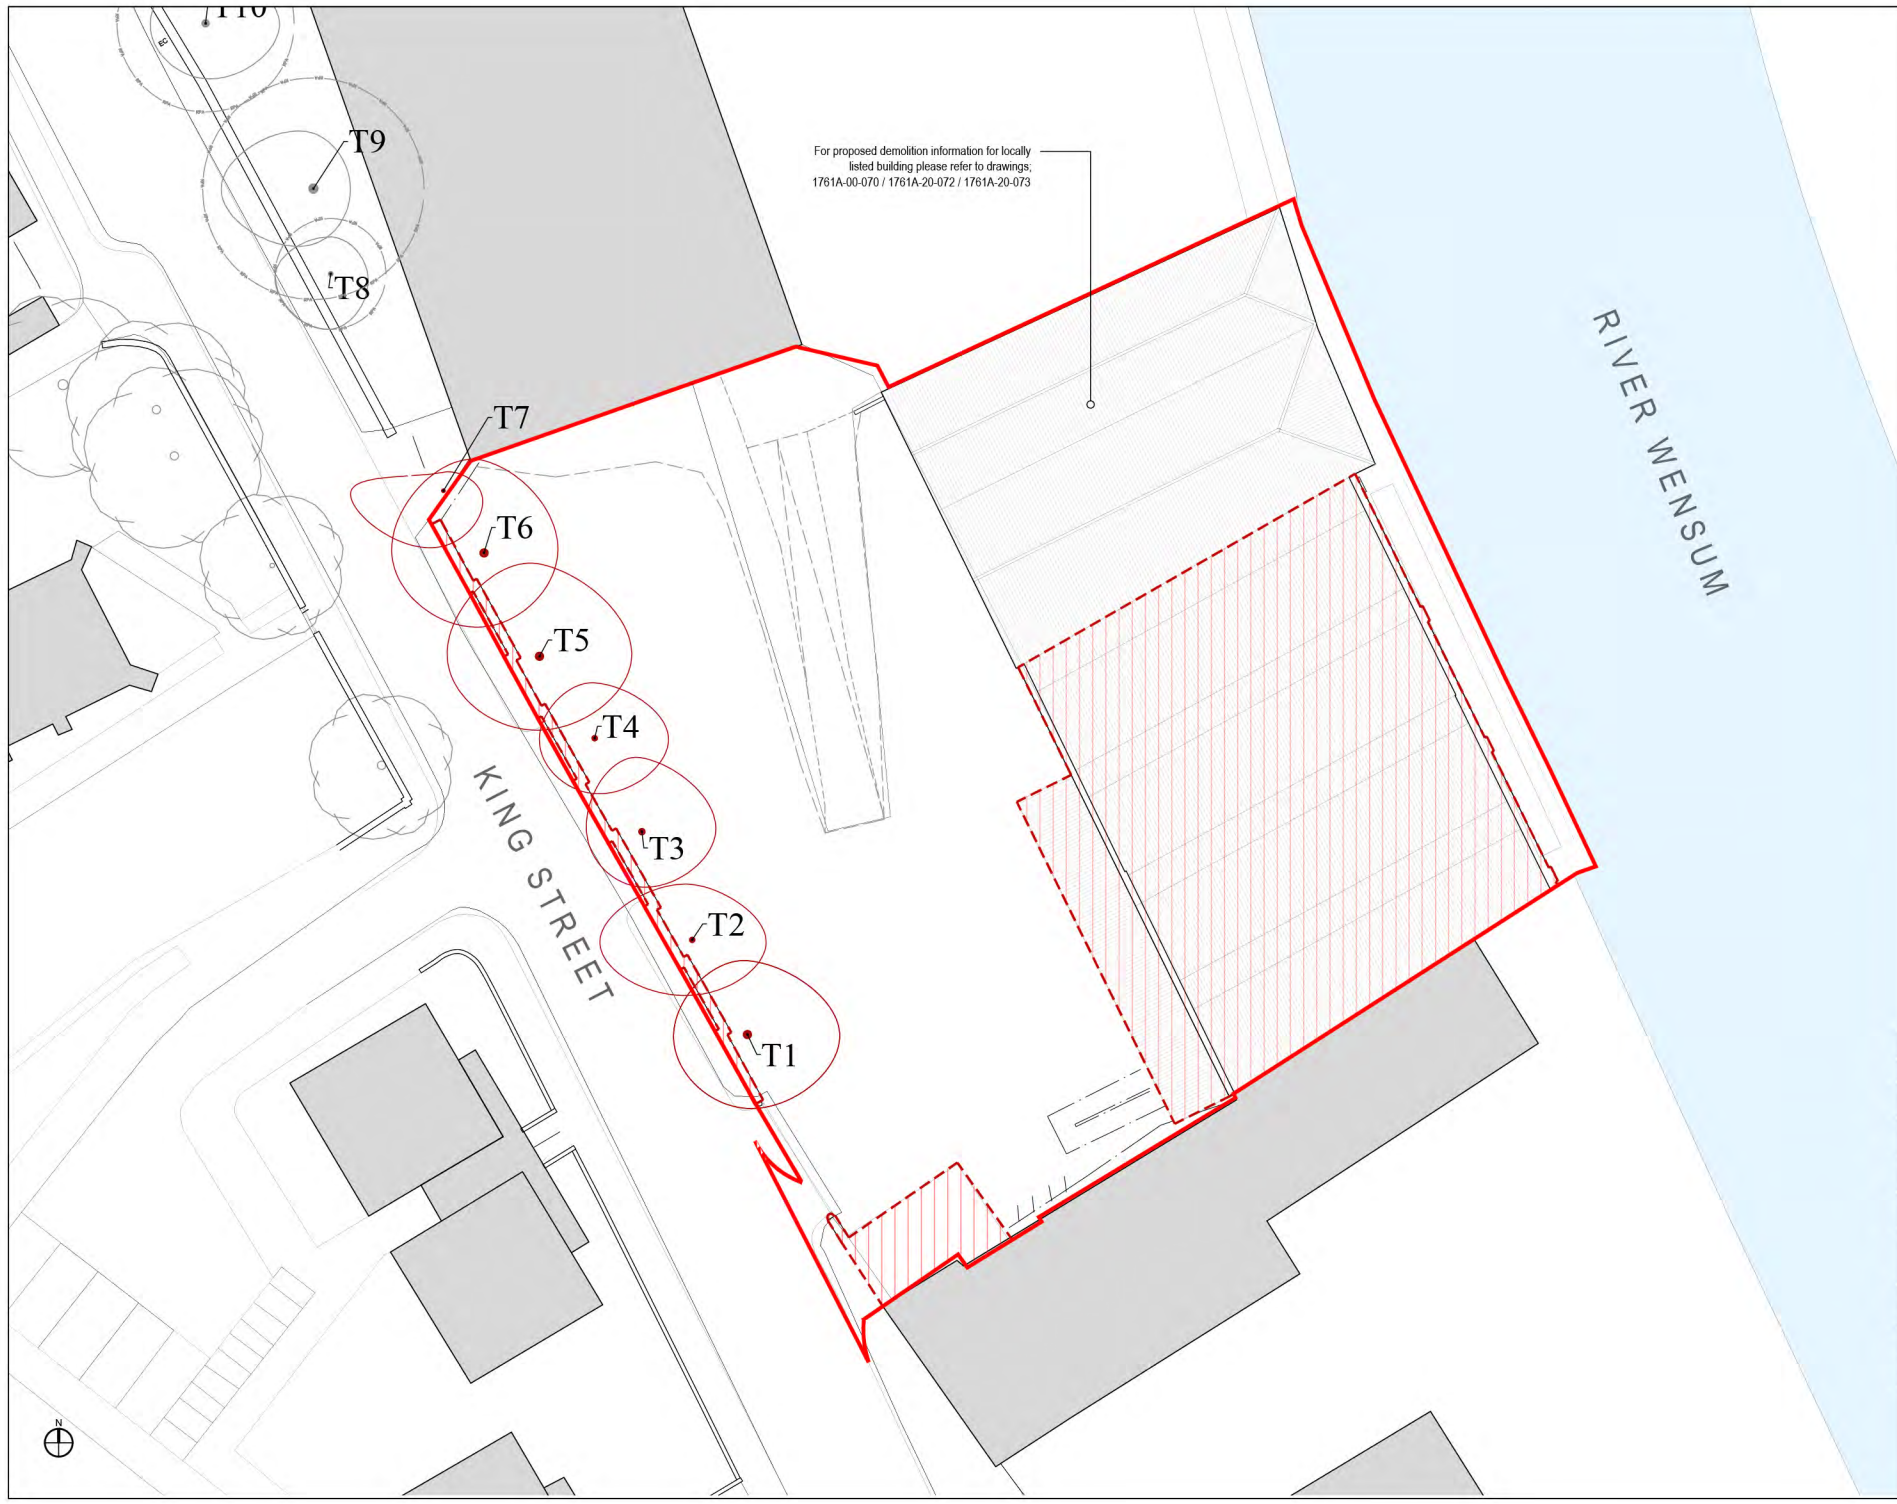 T10
EC
T9
For proposed demolition information for locally
listed building please refer to drawings;
1761A-00-070 / 1761A-20-072 / 1761A-20-073
T8
RIVER WENSUM
T7
T6
T5
T4
KING STREET
T3
T2
T1
N